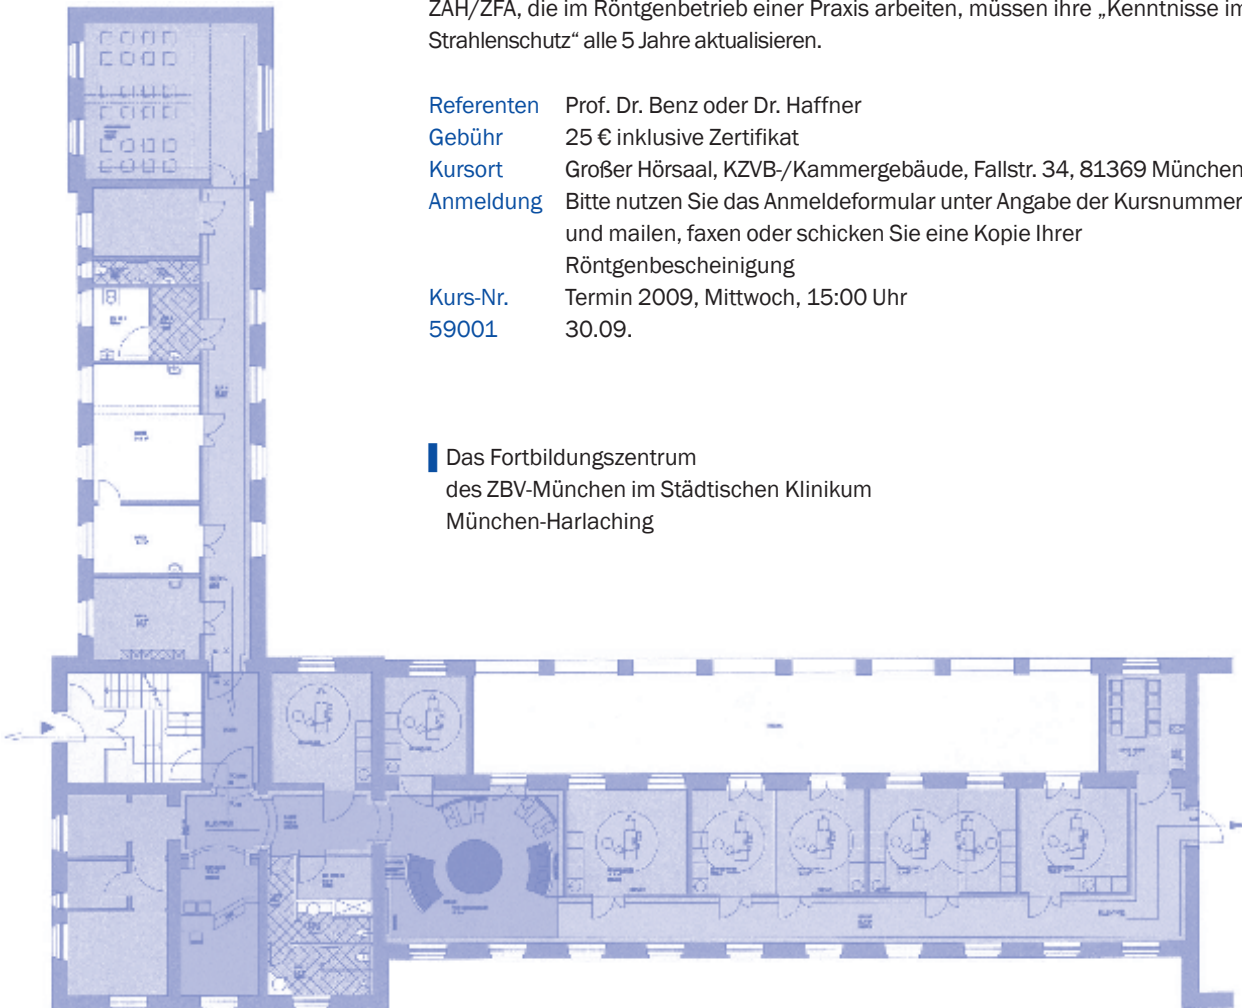 ZAH/ZFA, die im Röntgenbetrieb einer Praxis arbeiten, müssen ihre „Kenntnisse im
Strahlenschutz“ alle 5 Jahre aktualisieren.
Referenten Prof. Dr. Benz oder Dr. Haffner
Gebühr 25 € inklusive Zertifikat
Kursort Großer Hörsaal, KZVB-/Kammergebäude, Fallstr. 34, 81369 München
Anmeldung Bitte nutzen Sie das Anmeldeformular unter Angabe der Kursnummer
und mailen, faxen oder schicken Sie eine Kopie Ihrer
Röntgenbescheinigung
Kurs-Nr. Termin 2009, Mittwoch, 15:00 Uhr
59001 30.09.
Das Fortbildungszentrum
des ZBV-München im Städtischen Klinikum
München-Harlaching